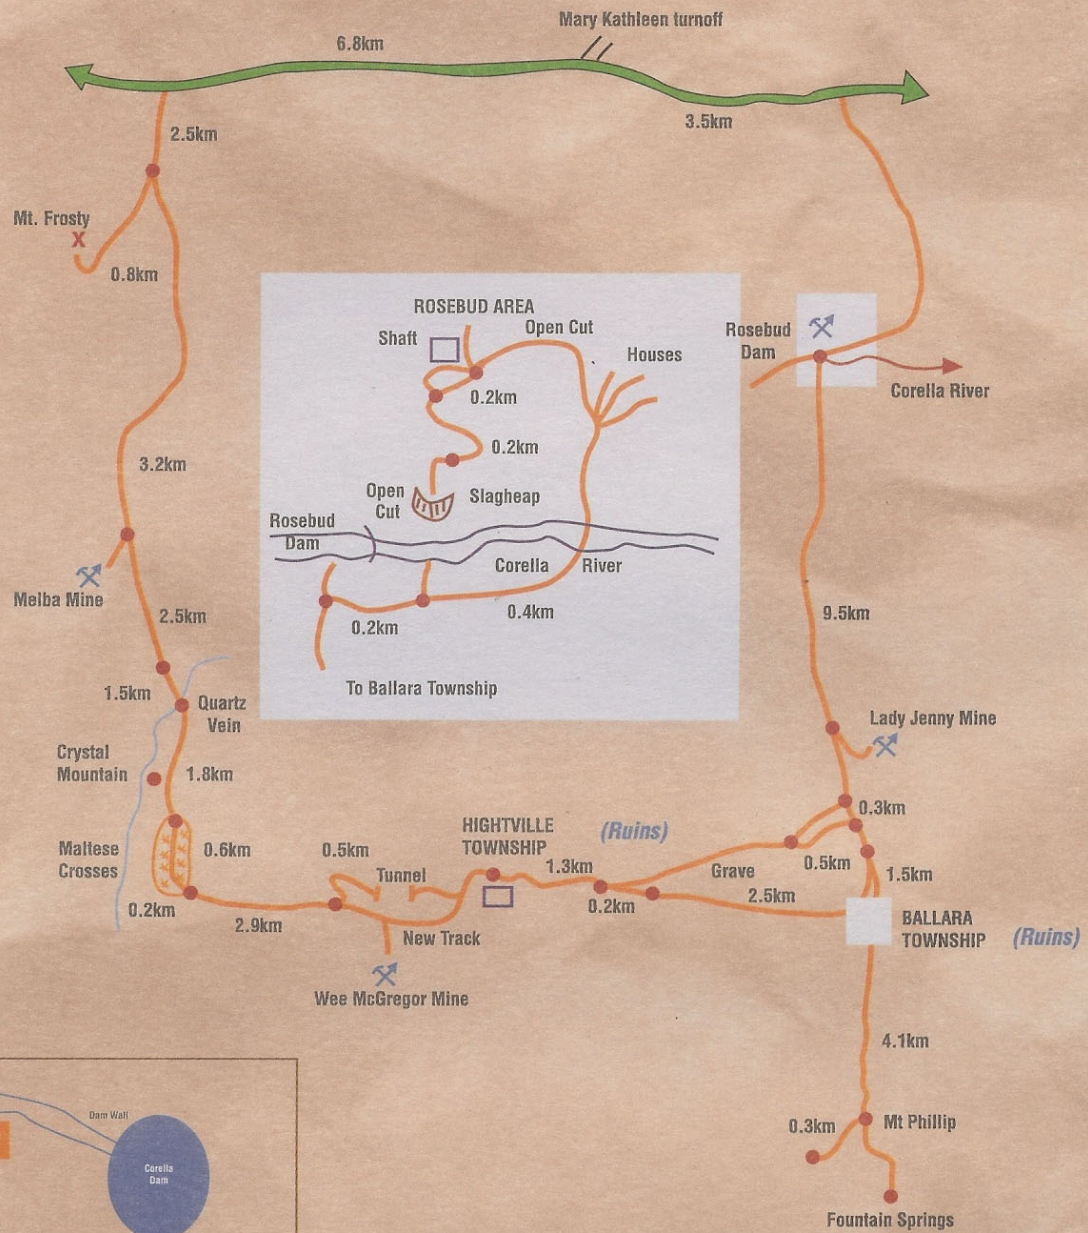 Mary Kathleen turnoff
6.8km
3.5km
2.5km
Mt. Frosty
X
0.8km
ROSEBUD AREA
Shaft
Open Cut
Houses
0.2km
0.2km
Open
Cut
Slagheap
Rosebud
Dam
Corella River
0.2km
0.4km
To Ballara Township
Rosebud
Dam
Corella River
3.2km
Melba Mine
2.5km
9.5km
1.5km
Quartz
Vein
Lady Jenny Mine
Crystal
Mountain
1.8km
0.3km
Maltese
Crosses
0.6km
0.5km
Tunnel
HIGHTVILLE
TOWNSHIP
(Ruins)
1.3km
Grave
0.5km
1.5km
0.2km
2.9km
0.2km
2.5km
New Track
BALLARA
TOWNSHIP
(Ruins)
Wee McGregor Mine
4.1km
0.3km
Mt Phillip
Fountain Springs
Dam Wall
Corella
Dam